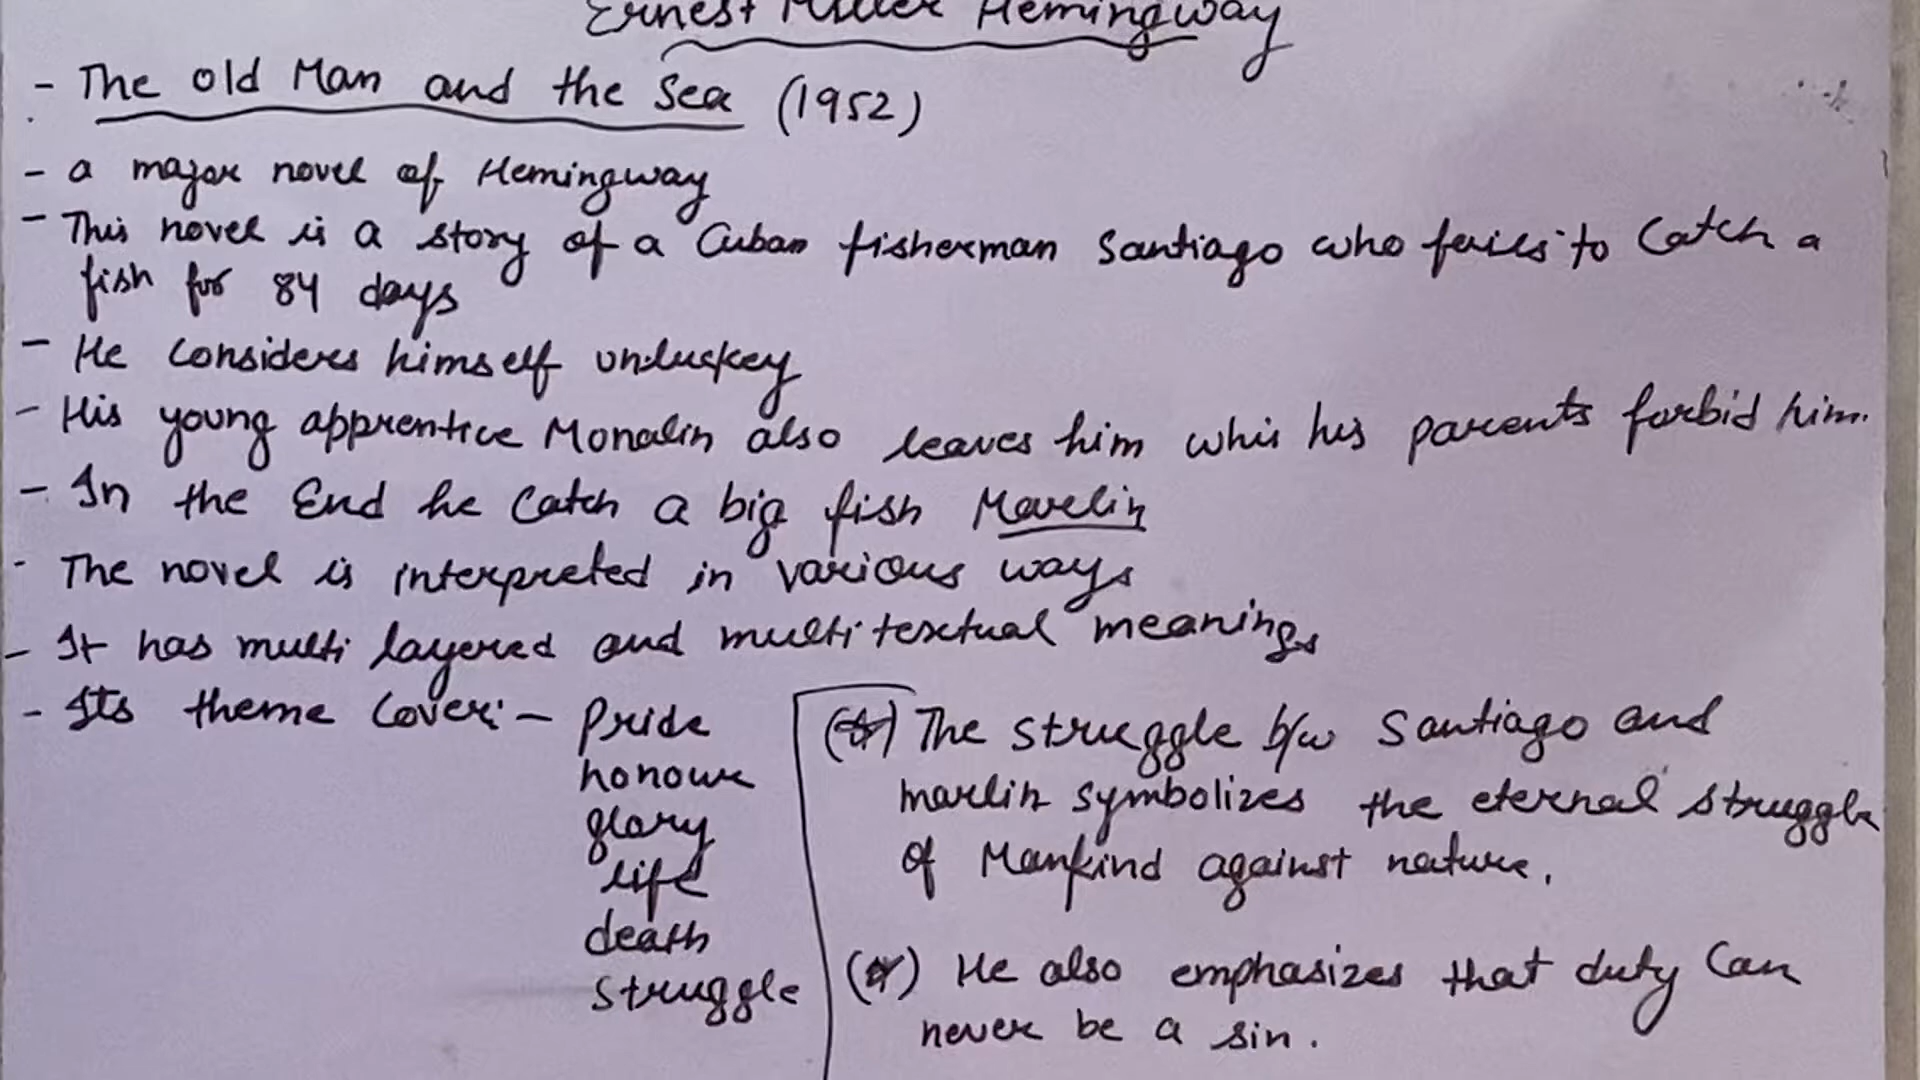 Ernest Miller Hemingway
- The old Man and the Sea (1952)
- a major novel of Hemingway
- This novel is a story of a Cuban fisherman Santiago who fails to Catch a
fish for 84 days
- He considers himself unluckey
- His young apprentice Monalin also leaves him his parents forbid him.
- In the End he Catch a big fish Marlin
- The novel is interpreted in various ways
- It has multi layered and multitextual meanings
- Its theme Cover:- Pride
honour
glory
life
death
struggle
(☆) The struggle b/w Santiago and
marlin symbolizes the eternal struggle
of Mankind against nature.
(☆) He also emphasizes that duty Can
never be a sin.